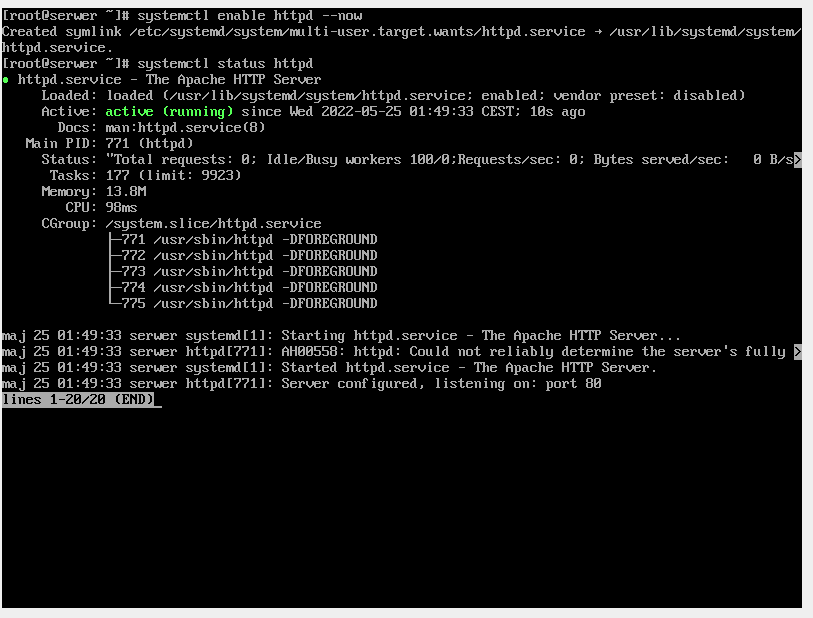 [root@serwer ~]# systemctl enable httpd --now
Created symlink /etc/systemd/system/multi-user.target.wants/httpd.service → /usr/lib/systemd/system/
httpd.service.
[root@serwer ~]# systemctl status httpd
● httpd.service - The Apache HTTP Server
     Loaded: loaded (/usr/lib/systemd/system/httpd.service; enabled; vendor preset: disabled)
     Active: active (running) since Wed 2022-05-25 01:49:33 CEST; 10s ago
       Docs: man:httpd.service(8)
   Main PID: 771 (httpd)
     Status: "Total requests: 0; Idle/Busy workers 100/0;Requests/sec: 0; Bytes served/sec:   0 B/s>
      Tasks: 177 (limit: 9923)
     Memory: 13.8M
        CPU: 98ms
     CGroup: /system.slice/httpd.service
             ├─771 /usr/sbin/httpd -DFOREGROUND
             ├─772 /usr/sbin/httpd -DFOREGROUND
             ├─773 /usr/sbin/httpd -DFOREGROUND
             ├─774 /usr/sbin/httpd -DFOREGROUND
             └─775 /usr/sbin/httpd -DFOREGROUND

maj 25 01:49:33 serwer systemd[1]: Starting httpd.service - The Apache HTTP Server...
maj 25 01:49:33 serwer httpd[771]: AH00558: httpd: Could not reliably determine the server's fully >
maj 25 01:49:33 serwer systemd[1]: Started httpd.service - The Apache HTTP Server.
maj 25 01:49:33 serwer httpd[771]: Server configured, listening on: port 80
lines 1-20/20 (END)